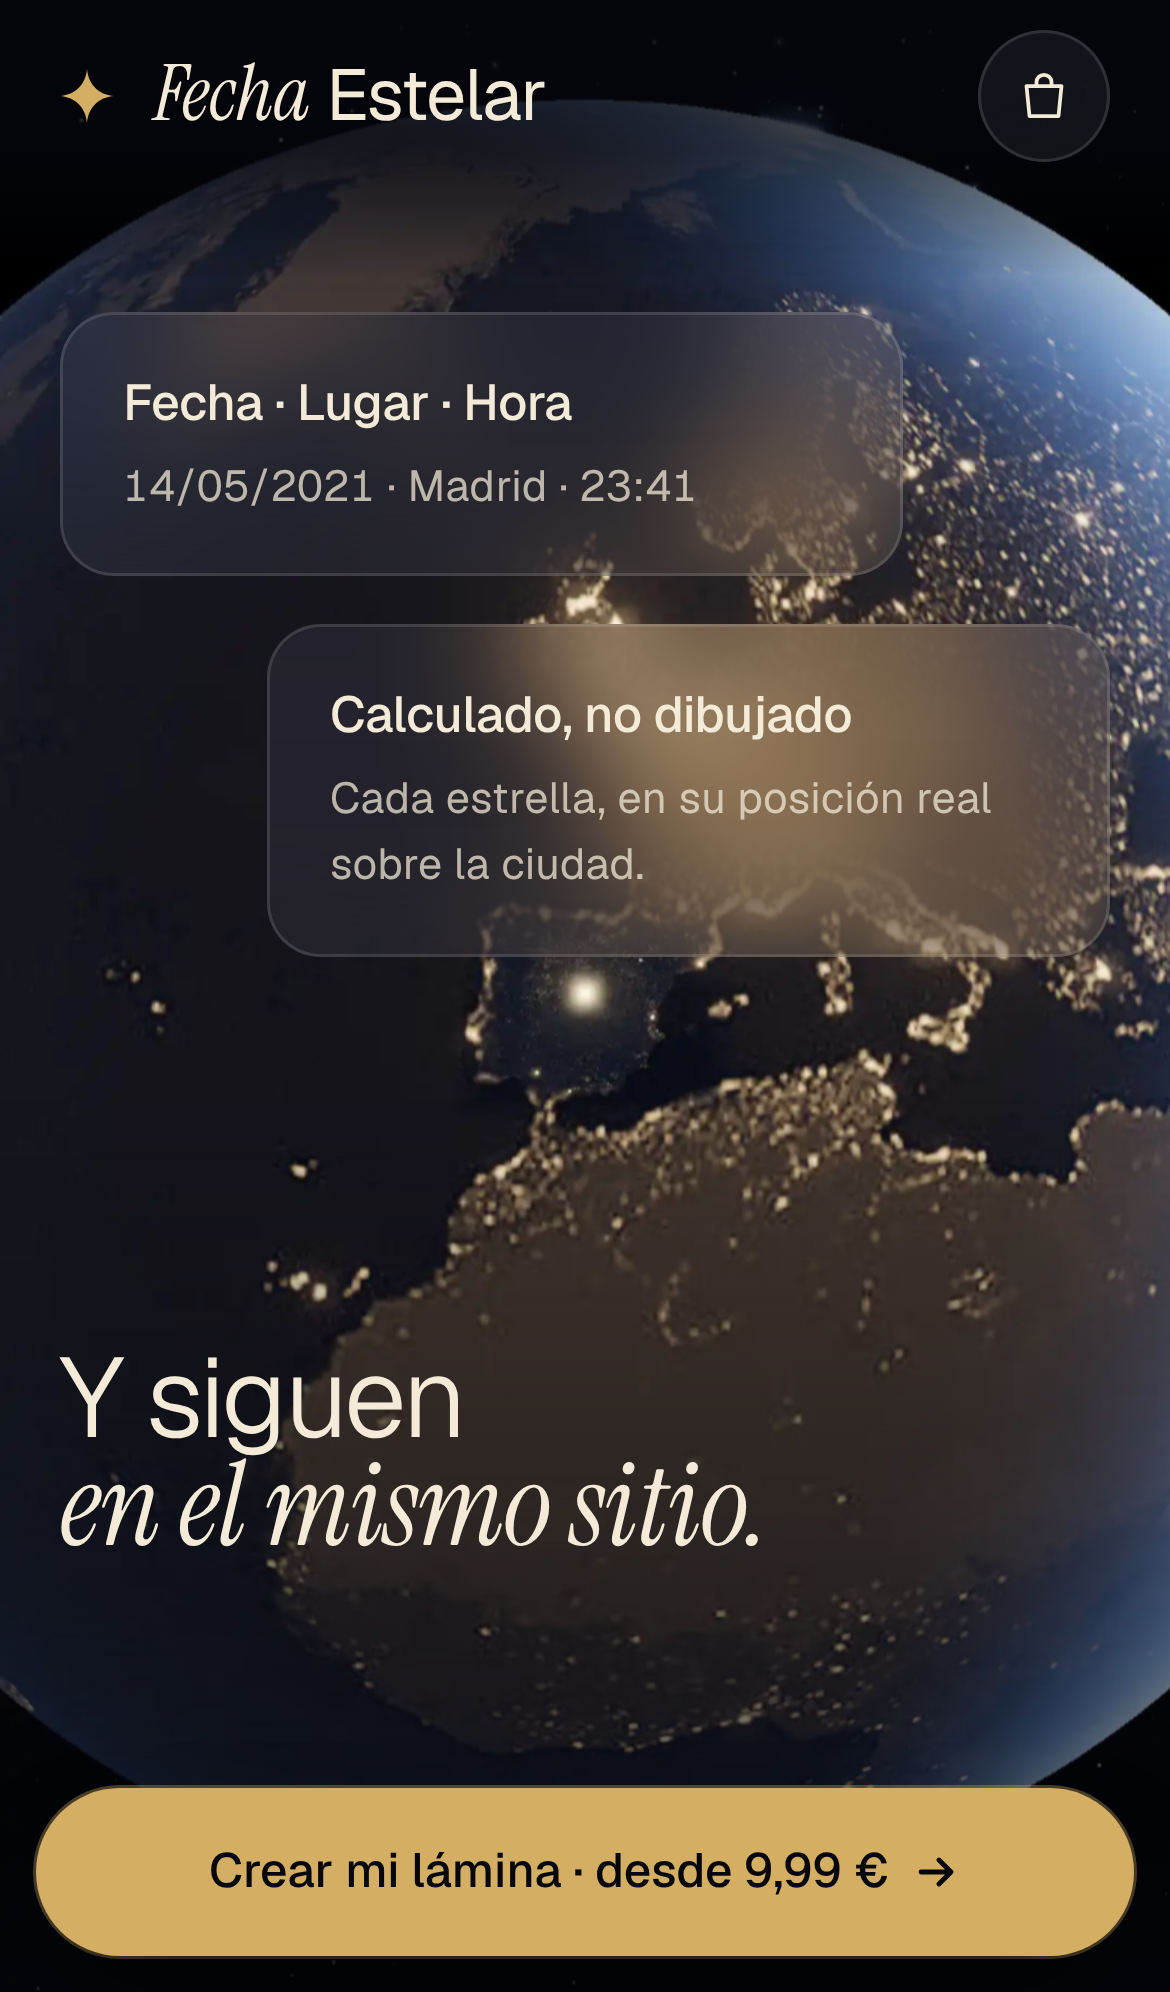 Fecha Estelar
Fecha · Lugar · Hora
14/05/2021 · Madrid · 23:41
Calculado, no dibujado
Cada estrella, en su posición real
sobre la ciudad.
Y siguen
en el mismo sitio.
Crear mi lámina · desde 9,99 € →